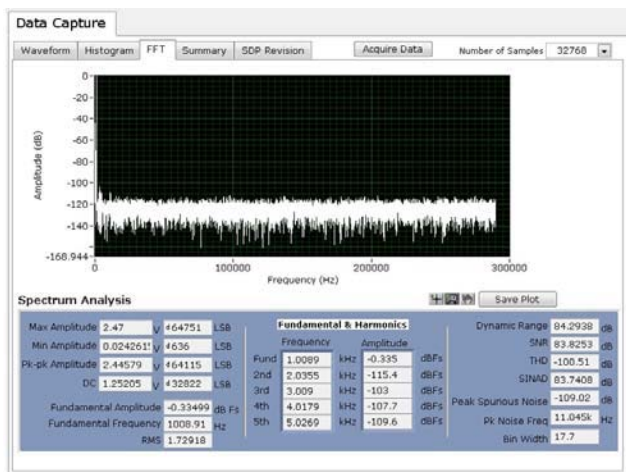 Data Capture
Waveform Histogram FFT Summary SDP Revision Acquire Data Number of Samples 32768
0
-20
-40
-60
-80
-100
-120
-140
-168.944
Amplitude (dB)
0 100000 200000 300000
Frequency (Hz)
Spectrum Analysis Save Plot
Max Amplitude 2.47 V #64751 LSB
Min Amplitude 0.0242615 V #636 LSB
Pk-pk Amplitude 2.44579 V #64115 LSB
DC 1.25205 V #32822 LSB
Fundamental Amplitude -0.33499 dB Fs
Fundamental Frequency 1008.91 Hz
RMS 1.72918
Fundamental & Harmonics
Frequency Amplitude
Fund 1.0089 kHz -0.335 dBFs
2nd 2.0355 kHz -115.4 dBFs
3rd 3.009 kHz -103 dBFs
4th 4.0179 kHz -107.7 dBFs
5th 5.0269 kHz -109.6 dBFs
Dynamic Range 84.2938 dB
SNR 83.8253 dB
THD -100.51 dB
SINAD 83.7408 dB
Peak Spurious Noise -109.02 dB
Pk Noise Freq 11.045k Hz
Bin Width 17.7